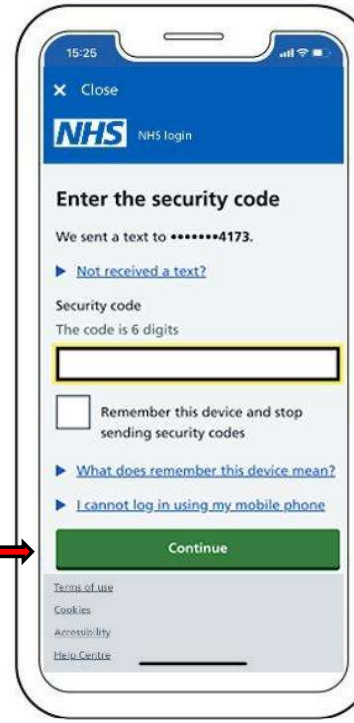 15:25
× Close
NHS NHS login
Enter the security code
We sent a text to •••••••4173.
Not received a text?
Security code
The code is 6 digits
Remember this device and stop
sending security codes
What does remember this device mean?
I cannot log in using my mobile phone
Continue
Terms of use
Cookies
Accessibility
Help Centre